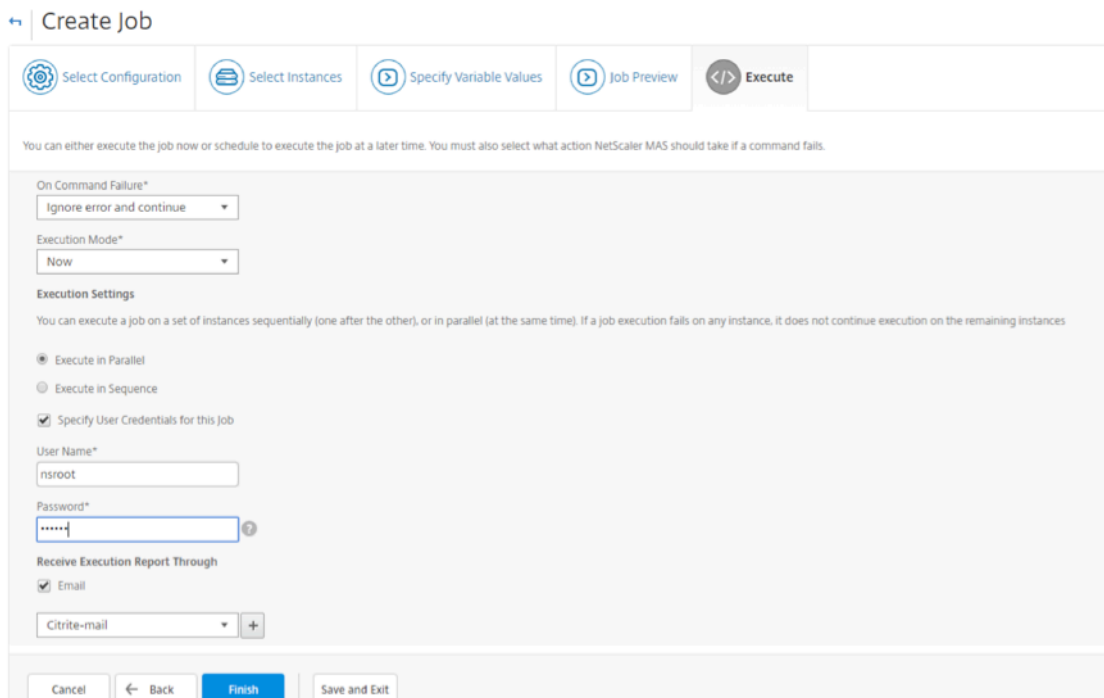 Create Job
Select Configuration
Select Instances
Specify Variable Values
Job Preview
</> Execute
You can either execute the job now or schedule to execute the job at a later time. You must also select what action NetScaler MAS should take if a command fails.
On Command Failure*
Ignore error and continue
Execution Mode*
Now
Execution Settings
You can execute a job on a set of instances sequentially (one after the other), or in parallel (at the same time). If a job execution fails on any instance, it does not continue execution on the remaining instances
Execute in Parallel
Execute in Sequence
Specify User Credentials for this Job
User Name*
nsroot
Password*
••••••
?
Receive Execution Report Through
Email
Citrite-mail
+
Cancel
← Back
Finish
Save and Exit